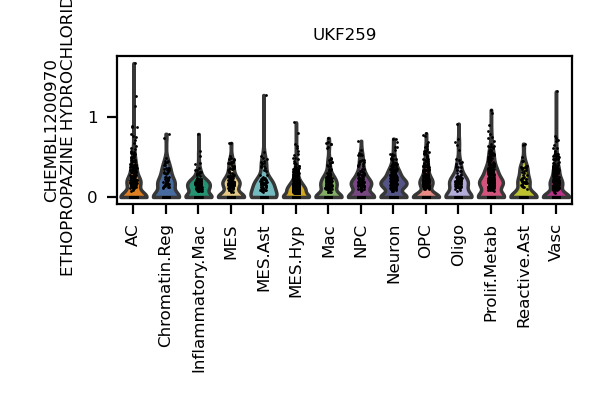 UKF259
CHEMBL1200970
ETHOPROPAZINE HYDROCHLORID
1
0
AC
Chromatin.Reg
Inflammatory.Mac
MES
MES.Ast
MES.Hyp
Mac
NPC
Neuron
OPC
Oligo
Prolif.Metab
Reactive.Ast
Vasc